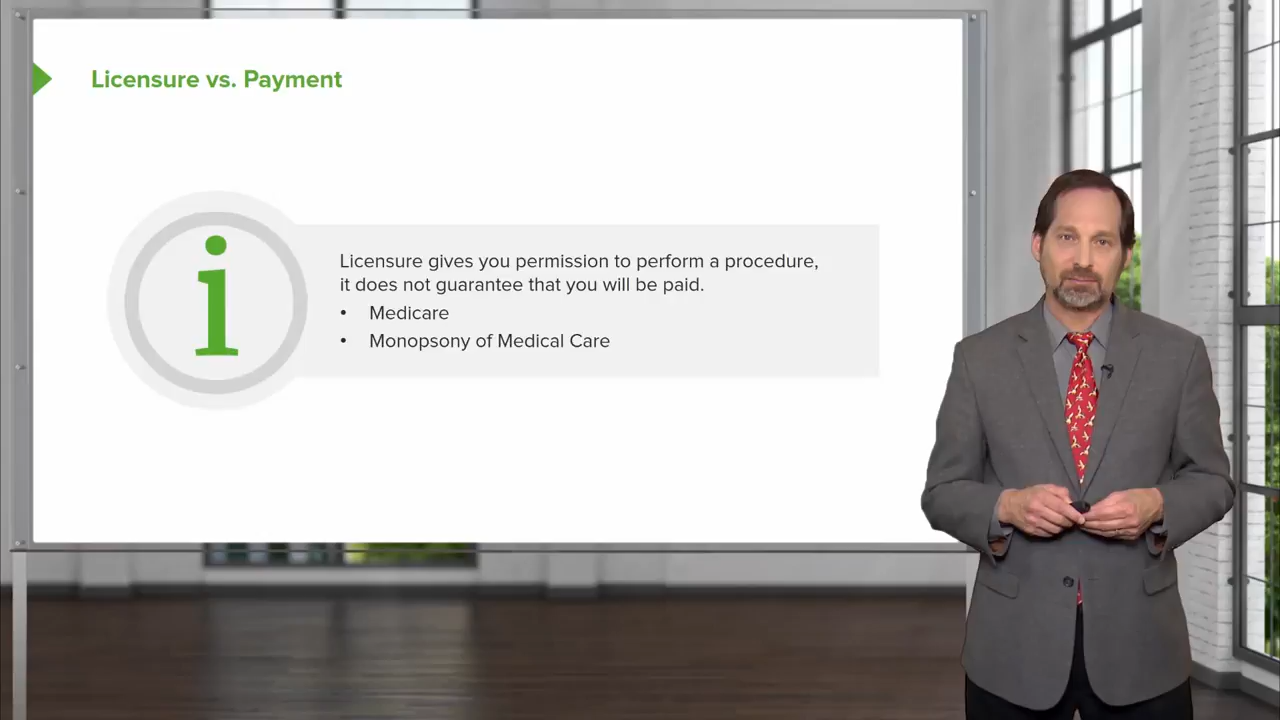 Licensure vs. Payment
Licensure gives you permission to perform a procedure,
it does not guarantee that you will be paid.
• Medicare
• Monopsony of Medical Care